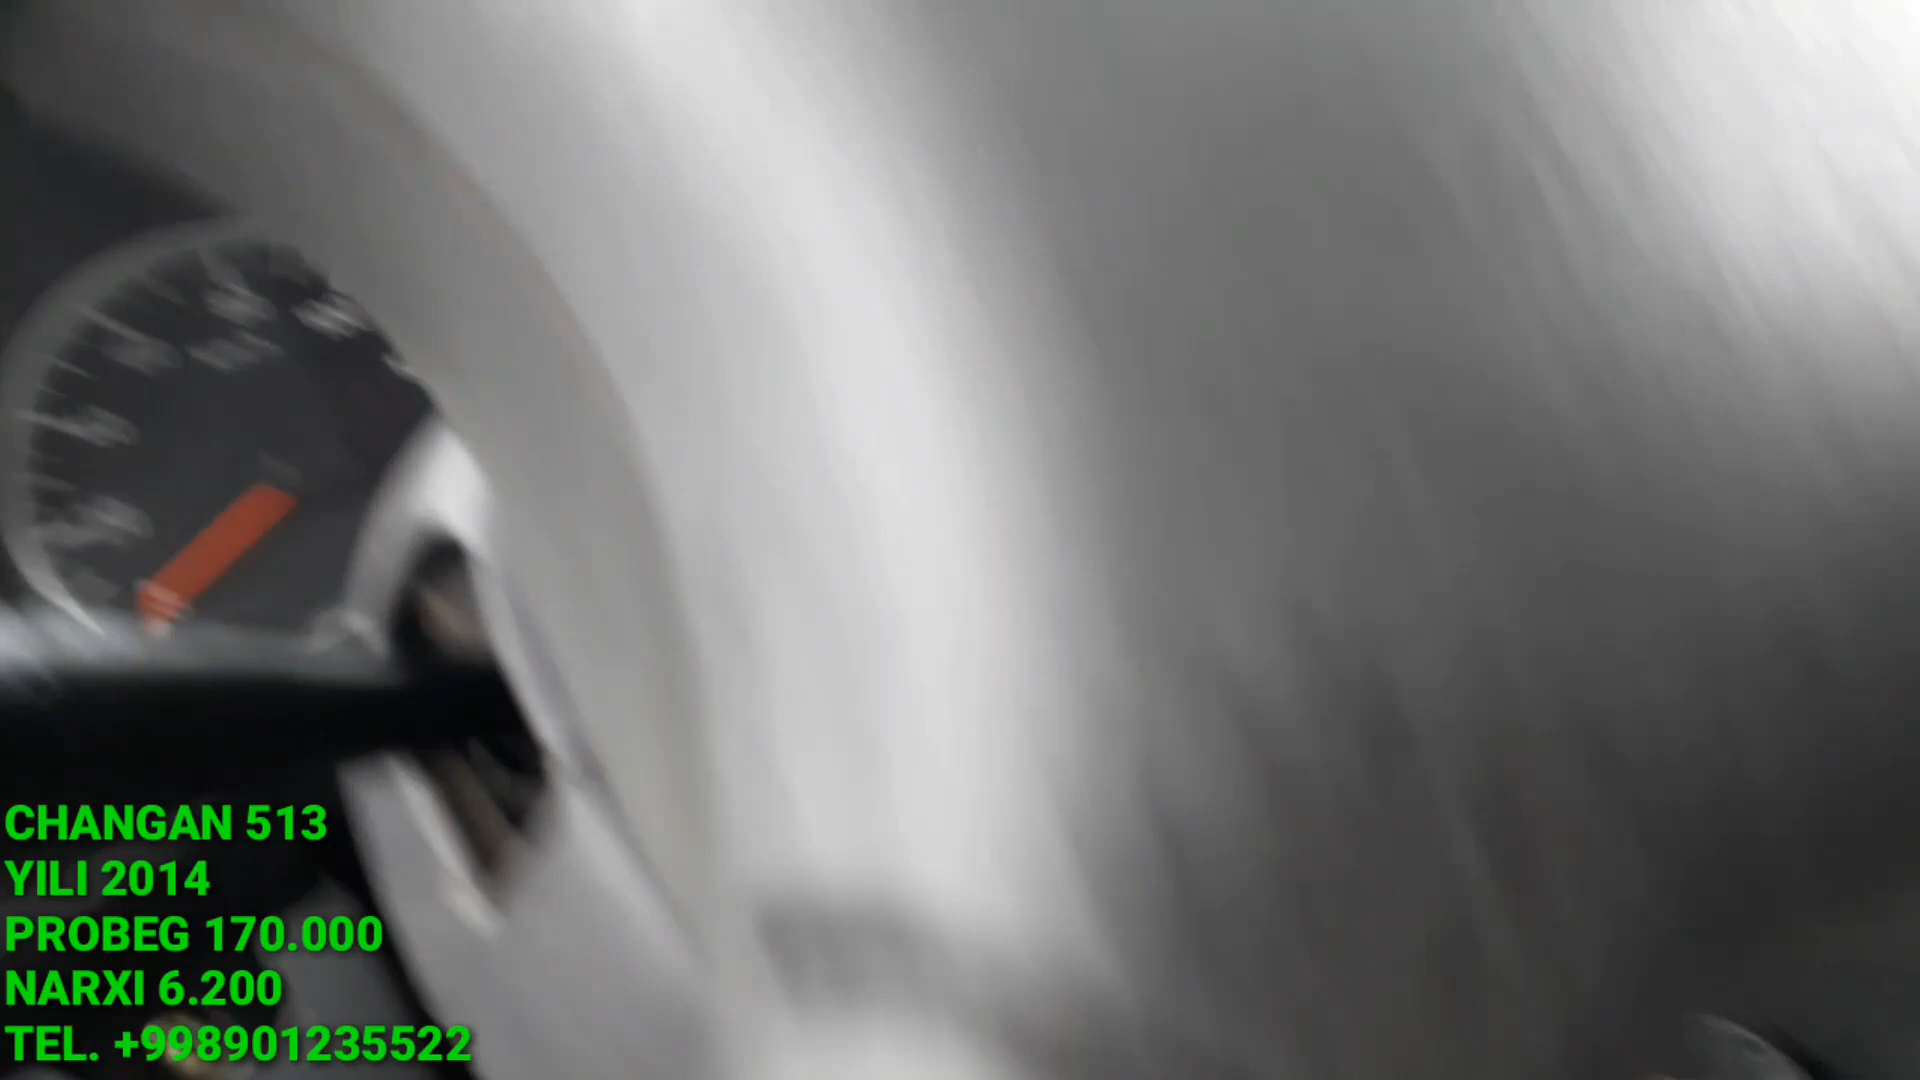 CHANGAN 513
YILI 2014
PROBEG 170.000
NARXI 6.200
TEL. +998901235522